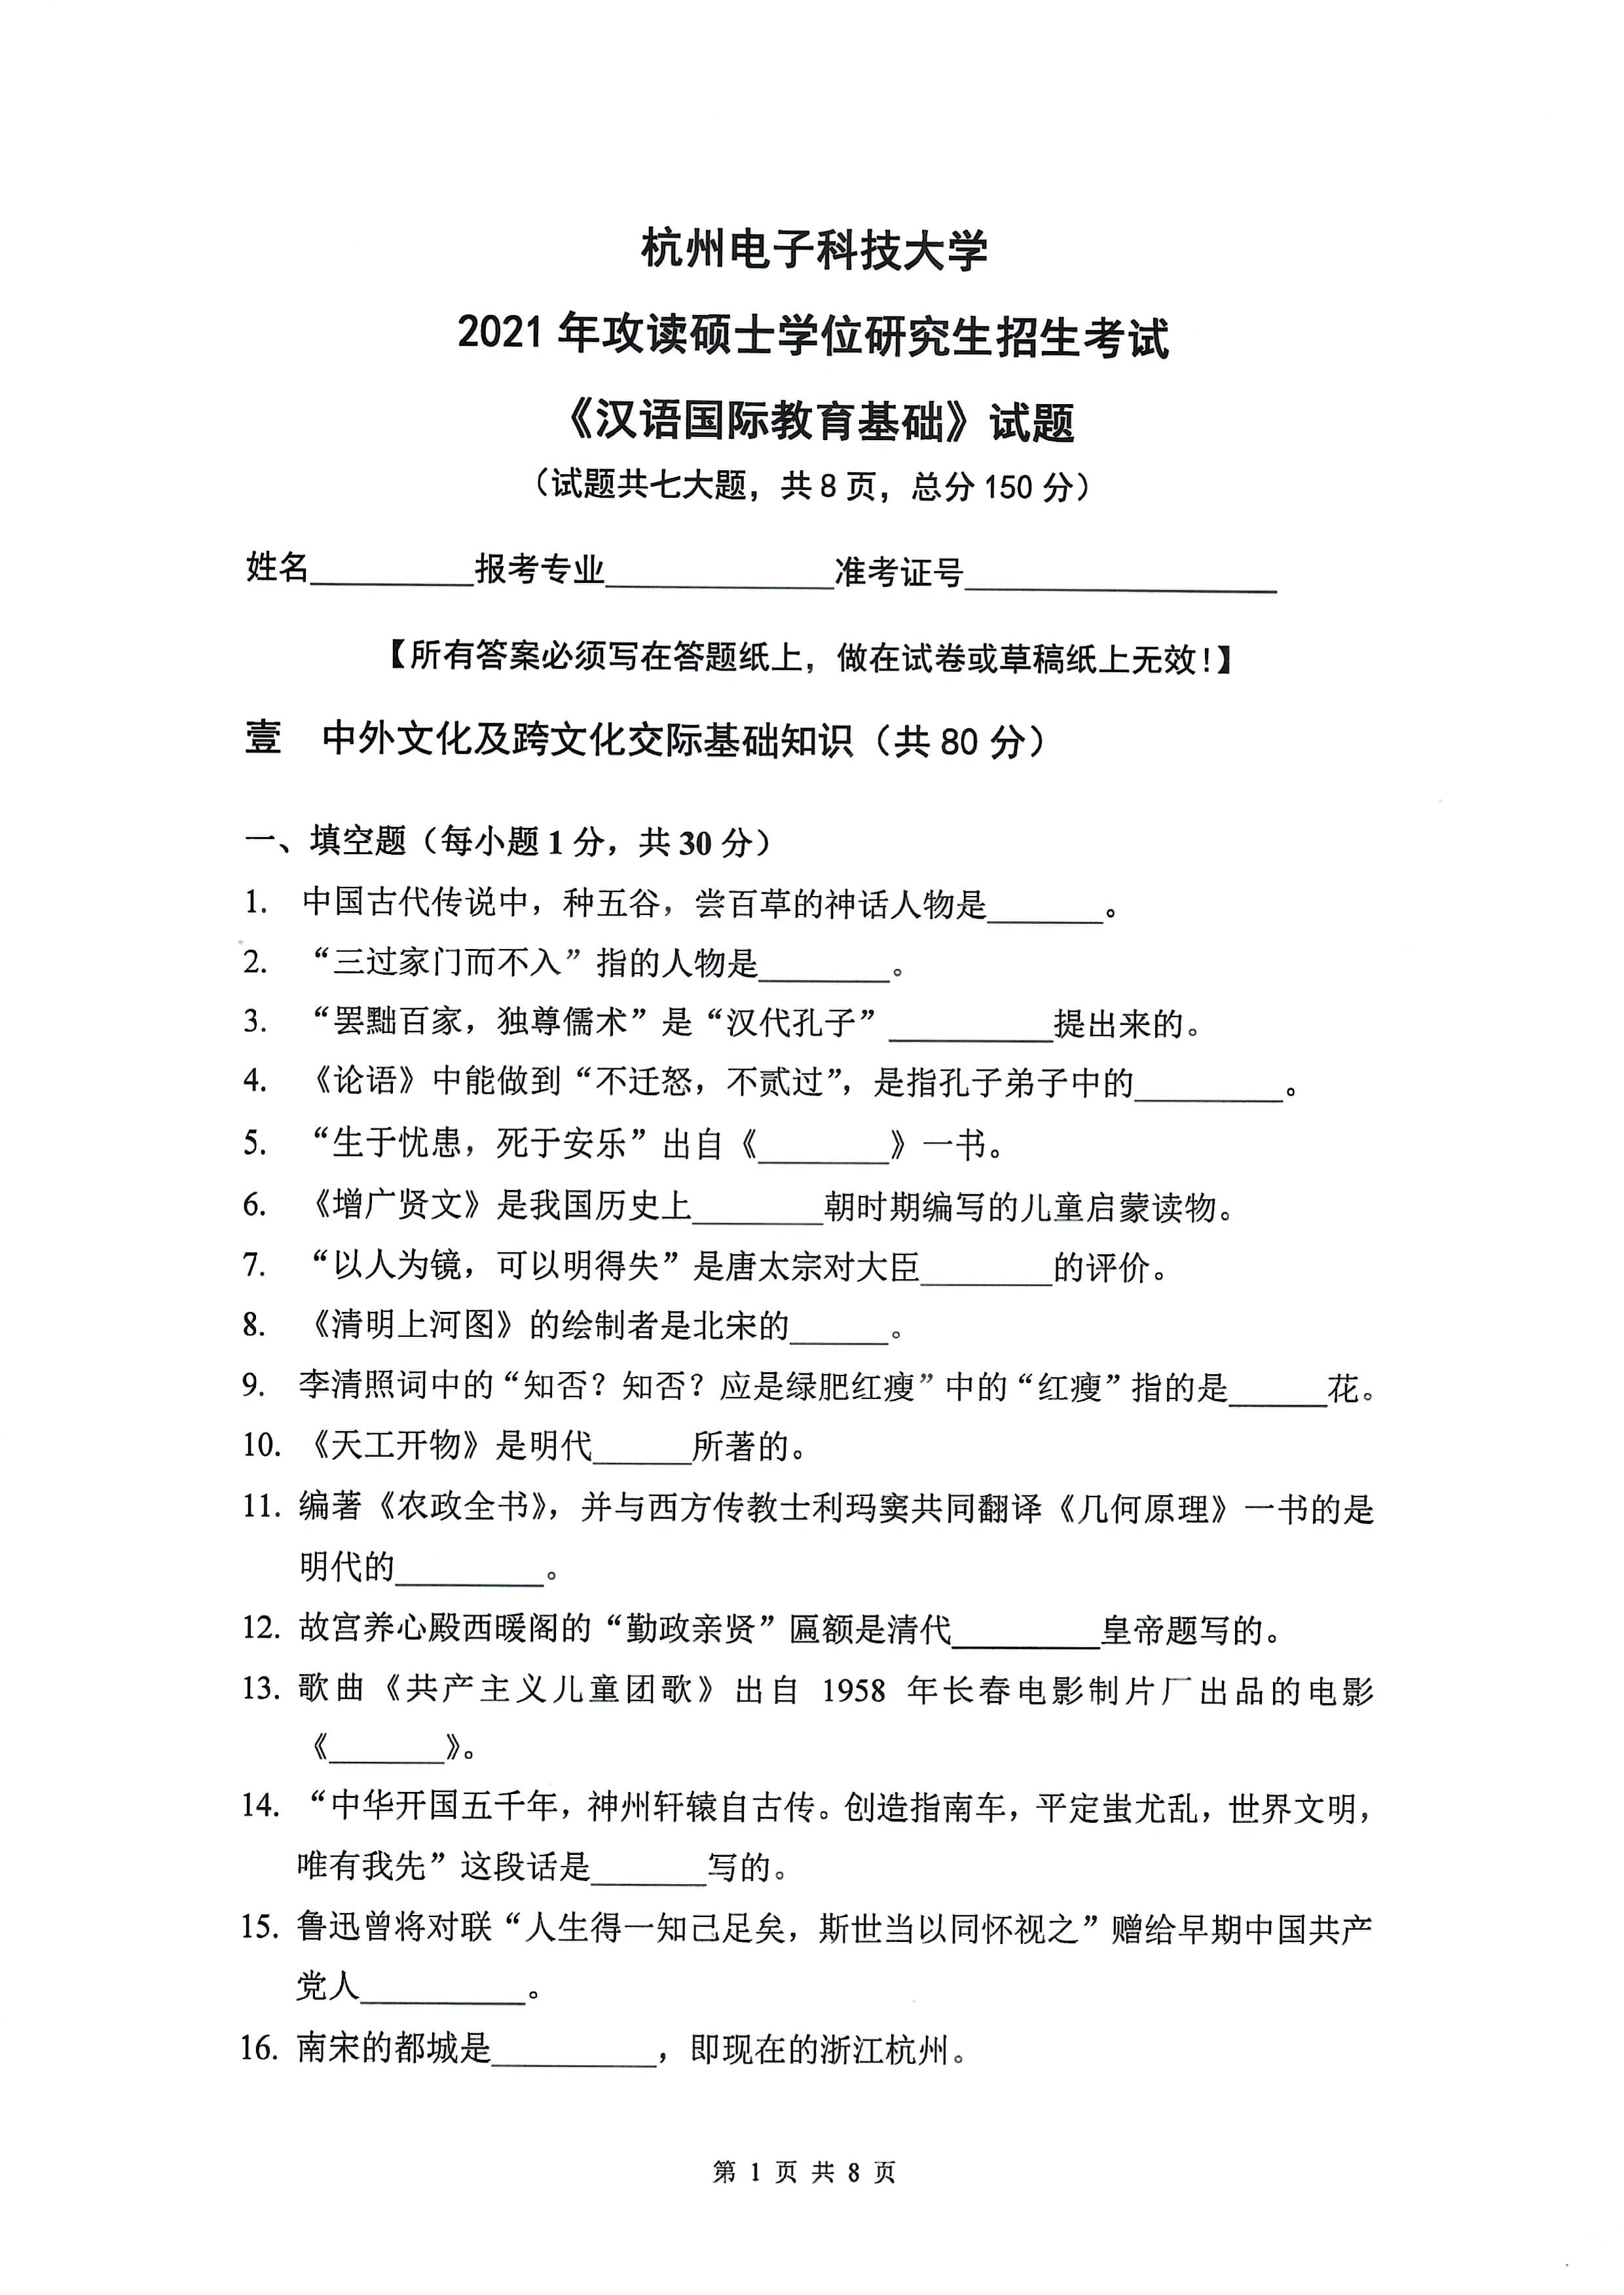 杭州电子科技大学
2021 年攻读硕士学位研究生招生考试
《汉语国际教育基础》试题
（试题共七大题，共 8 页，总分 150 分）
姓名__________报考专业______________准考证号___________________
【所有答案必须写在答题纸上，做在试卷或草稿纸上无效!】
壹 中外文化及跨文化交际基础知识（共 80 分）
一、填空题（每小题 1 分，共 30 分）
1. 中国古代传说中，种五谷，尝百草的神话人物是_______。
2. “三过家门而不入”指的人物是________。
3. “罢黜百家，独尊儒术”是“汉代孔子”__________提出来的。
4. 《论语》中能做到“不迁怒，不贰过”，是指孔子弟子中的_________。
5. “生于忧患，死于安乐”出自《________》一书。
6. 《增广贤文》是我国历史上________朝时期编写的儿童启蒙读物。
7. “以人为镜，可以明得失”是唐太宗对大臣________的评价。
8. 《清明上河图》的绘制者是北宋的______。
9. 李清照词中的“知否？知否？应是绿肥红瘦”中的“红瘦”指的是______花。
10. 《天工开物》是明代______所著的。
11. 编著《农政全书》，并与西方传教士利玛窦共同翻译《几何原理》一书的是
明代的_________。
12. 故宫养心殿西暖阁的“勤政亲贤”匾额是清代_________皇帝题写的。
13. 歌曲《共产主义儿童团歌》出自 1958 年长春电影制片厂出品的电影
《_______》。
14. “中华开国五千年，神州轩辕自古传。创造指南车，平定蚩尤乱，世界文明，
唯有我先”这段话是_______写的。
15. 鲁迅曾将对联“人生得一知己足矣，斯世当以同怀视之”赠给早期中国共产
党人__________。
16. 南宋的都城是__________，即现在的浙江杭州。
第 1 页 共 8 页